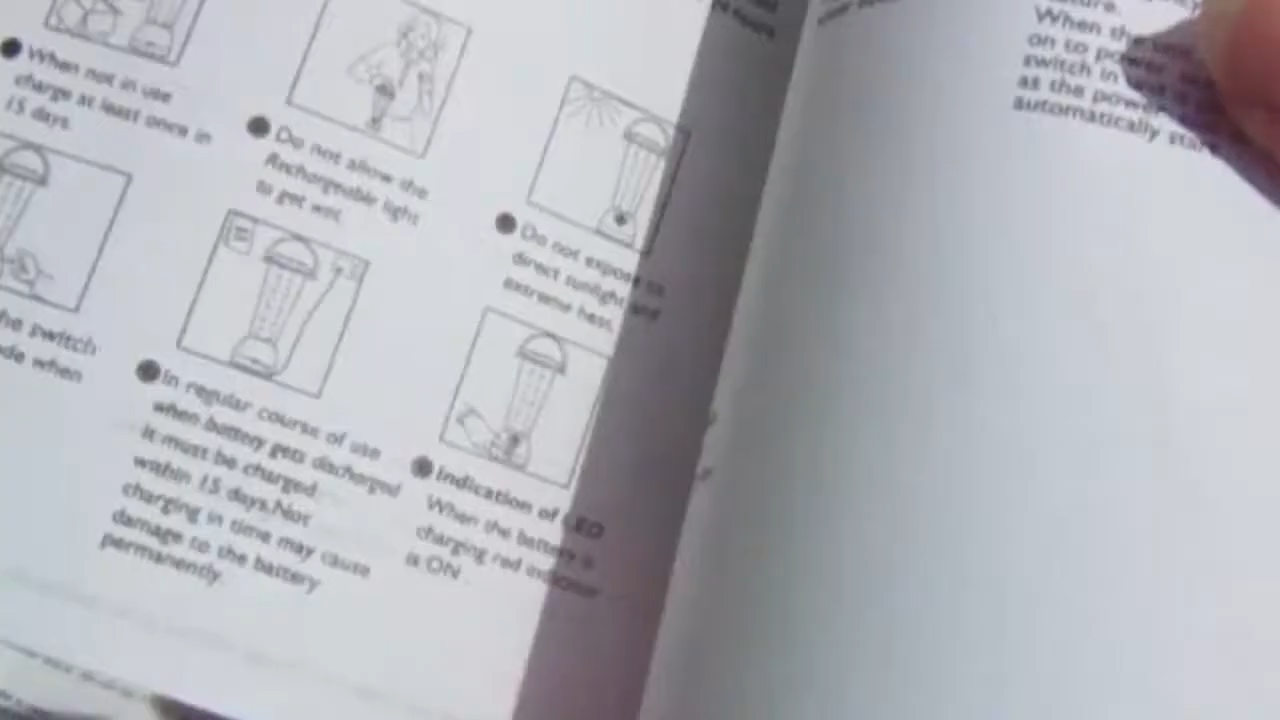 When not in use
charge at least once in
15 days
Do not allow the
Rechargeable light
to get wet.
Do not expose to
direct sunlight and
extreme heat.
he switch
de when
In regular course of use
when battery gets discharged
it must be charged
within 15 days.Not
charging in time may cause
damage to the battery
permanently.
Indication of LED
When the battery is
charging red indicator
is ON
When the
on to power
switch in
as the power
automatically